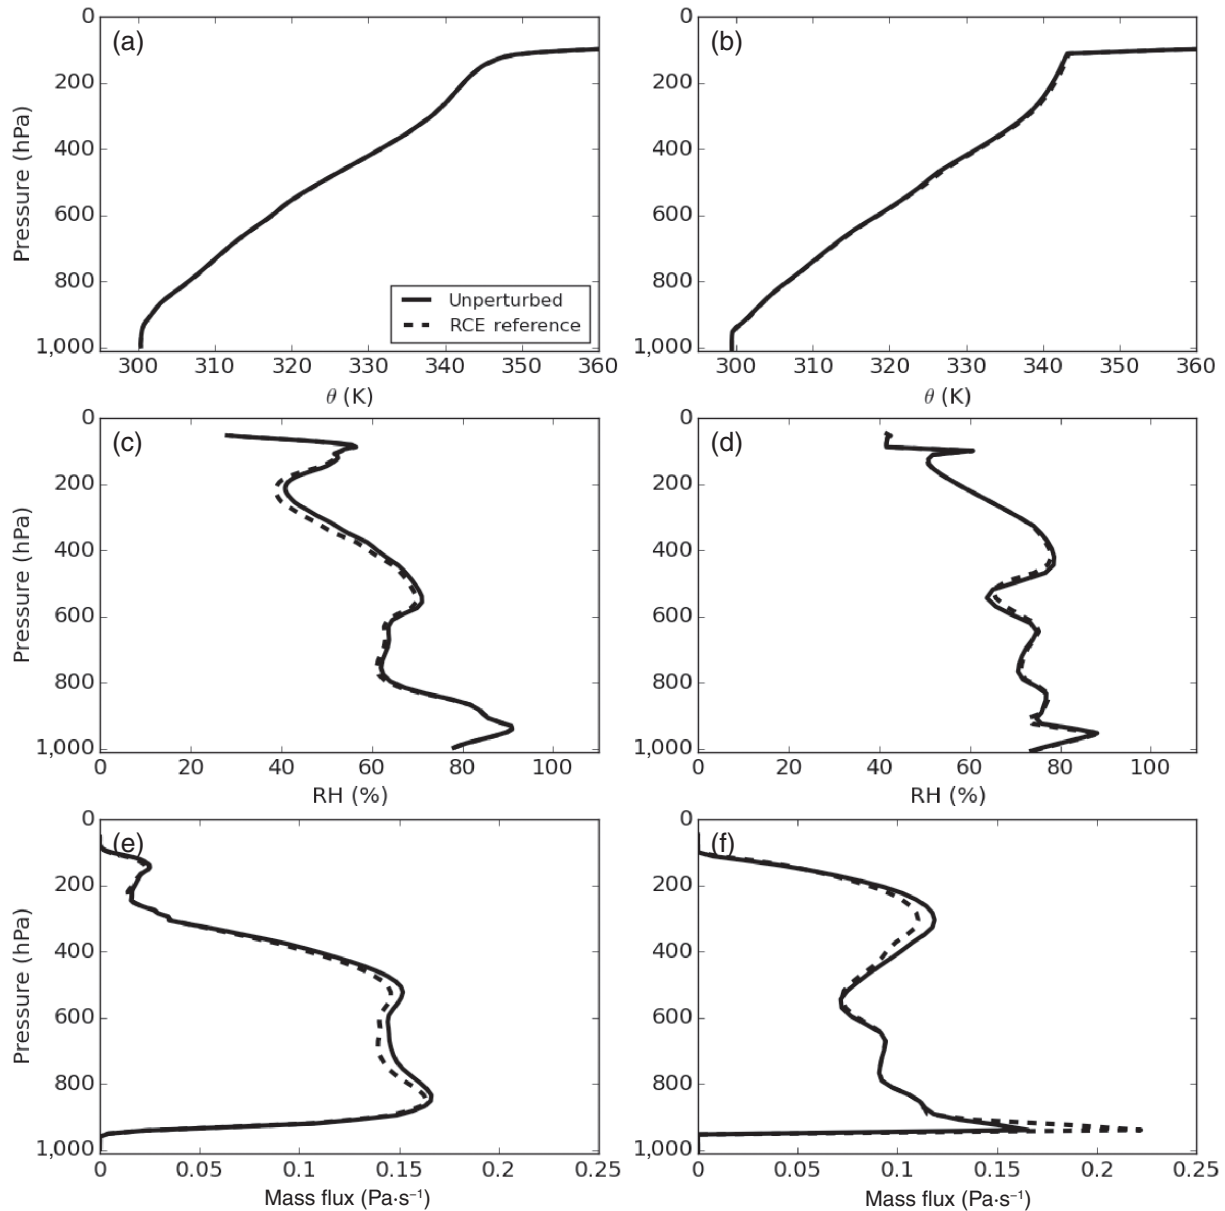 (a)
0
200
400
600
800
1,000
Pressure (hPa)
Unperturbed
RCE reference
300 310 320 330 340 350 360
θ (K)
(b)
0
200
400
600
800
1,000
300 310 320 330 340 350 360
θ (K)
(c)
0
200
400
600
800
1,000
Pressure (hPa)
0 20 40 60 80 100
RH (%)
(d)
0
200
400
600
800
1,000
0 20 40 60 80 100
RH (%)
(e)
0
200
400
600
800
1,000
Pressure (hPa)
0 0.05 0.1 0.15 0.2 0.25
Mass flux (Pa·s⁻¹)
(f)
0
200
400
600
800
1,000
0 0.05 0.1 0.15 0.2 0.25
Mass flux (Pa·s⁻¹)